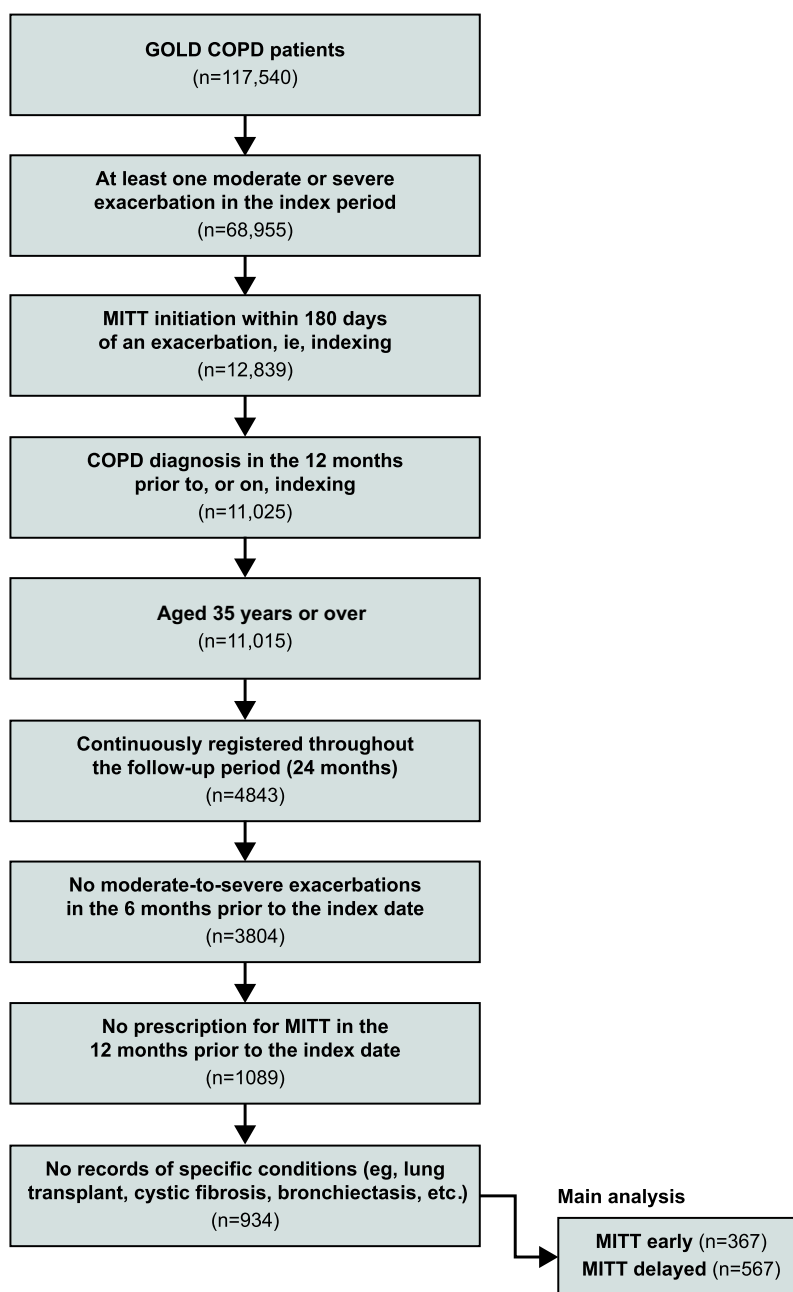 GOLD COPD patients
(n=117,540)
At least one moderate or severe
exacerbation in the index period
(n=68,955)
MITT initiation within 180 days
of an exacerbation, ie, indexing
(n=12,839)
COPD diagnosis in the 12 months
prior to, or on, indexing
(n=11,025)
Aged 35 years or over
(n=11,015)
Continuously registered throughout
the follow-up period (24 months)
(n=4843)
No moderate-to-severe exacerbations
in the 6 months prior to the index date
(n=3804)
No prescription for MITT in the
12 months prior to the index date
(n=1089)
No records of specific conditions (eg, lung
transplant, cystic fibrosis, bronchiectasis, etc.)
(n=934)
Main analysis
MITT early (n=367)
MITT delayed (n=567)